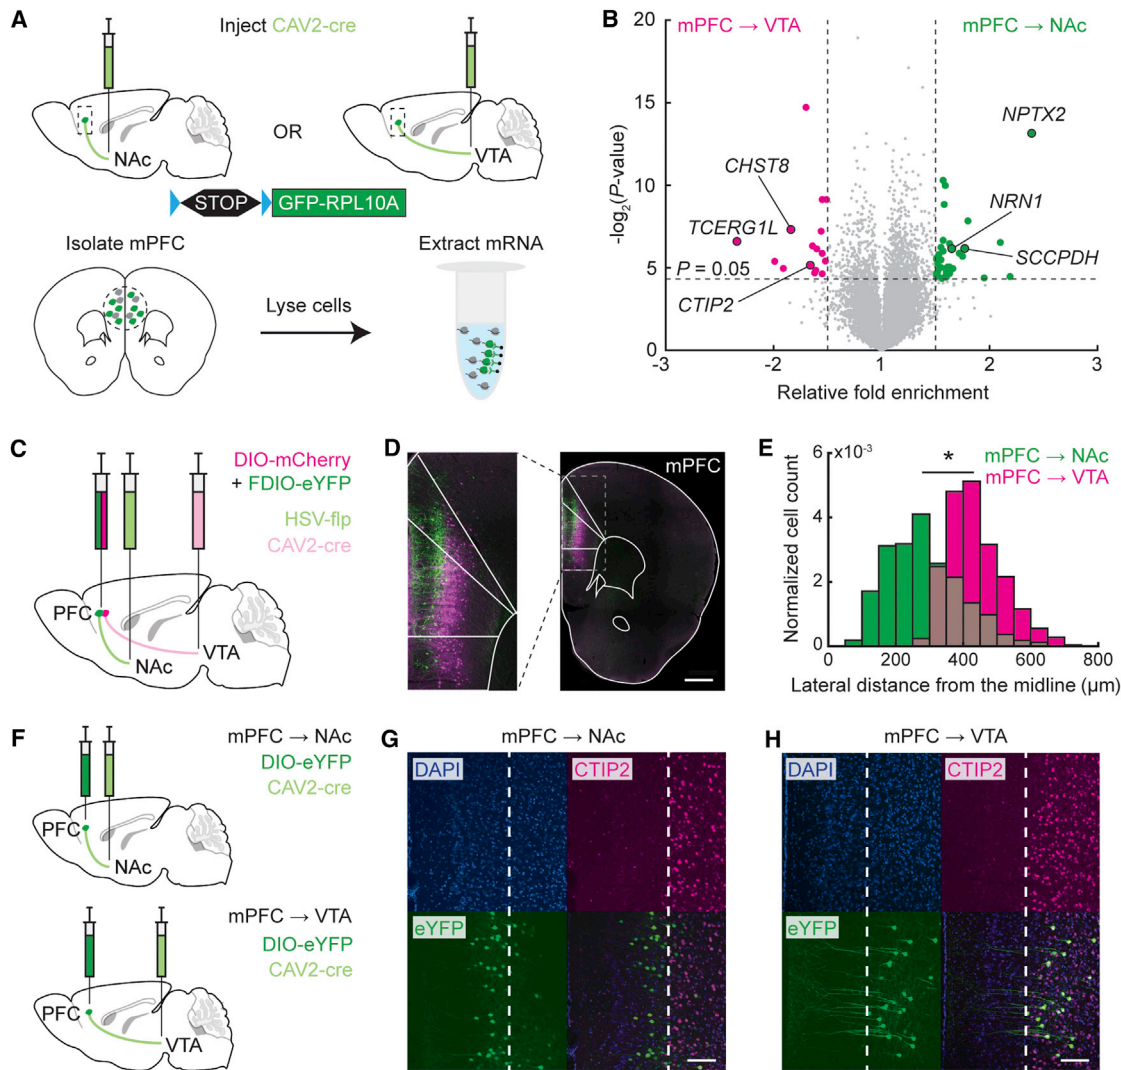 A
Inject CAV2-cre
NAc
OR
VTA
STOP
GFP-RPL10A
Isolate mPFC
Extract mRNA
Lyse cells
B
mPFC → VTA
mPFC → NAc
20
15
10
5
0
-log2(P-value)
NPTX2
CHST8
NRN1
TCERG1L
SCCPDH
P = 0.05
CTIP2
-3
-2
1
2
3
Relative fold enrichment
C
DIO-mCherry
+ FDIO-eYFP
HSV-flp
CAV2-cre
PFC
VTA
NAc
D
mPFC
E
6
x10-3
*
mPFC → NAc
mPFC → VTA
4
2
0
Normalized cell count
0
200
400
600
800
Lateral distance from the midline (µm)
F
mPFC → NAc
DIO-eYFP
CAV2-cre
PFC
NAc
mPFC → VTA
DIO-eYFP
CAV2-cre
PFC
VTA
G
mPFC → NAc
DAPI
CTIP2
eYFP
H
mPFC → VTA
DAPI
CTIP2
eYFP